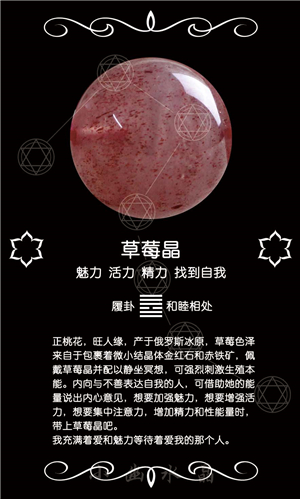 草莓晶
魅力 活力 精力 找到自我
履卦 和睦相处
正桃花，旺人缘，产于俄罗斯冰原，草莓色泽
来自于包裹着微小结晶体金红石和赤铁矿，佩
戴草莓晶并配以静坐冥想，可强烈刺激生殖本
能。内向与不善表达自我的人，可借助她的能
量说出内心意见，想要加强魅力，想要增强活
力，想要集中注意力，增加精力和性能量时，
带上草莓晶吧。
我充满着爱和魅力等待着爱我的那个人。